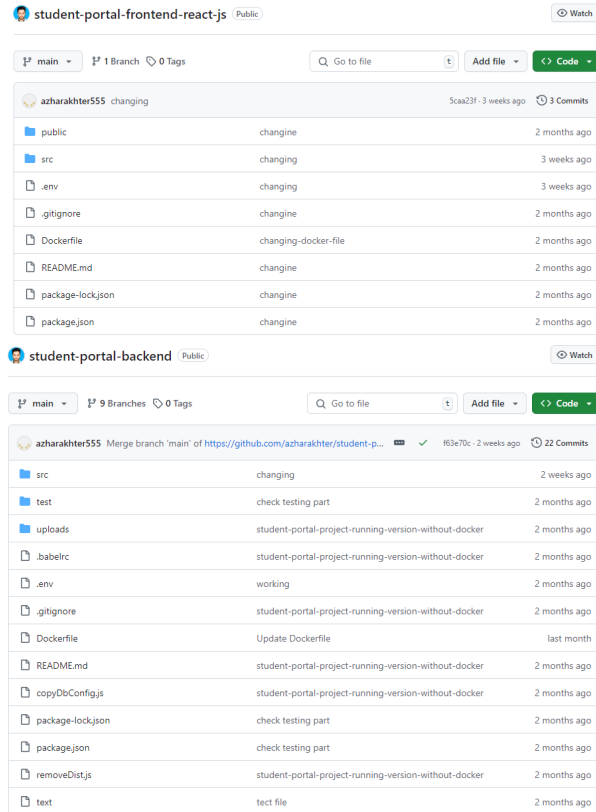 student-portal-frontend-react-js Public Watch
main 1 Branch 0 Tags Go to file t Add file Code
azharakhter555 changing 5caa23f · 3 weeks ago 3 Commits
public changine 2 months ago
src changing 3 weeks ago
.env changing 3 weeks ago
.gitignore changine 2 months ago
Dockerfile changing-docker-file 2 months ago
README.md changine 2 months ago
package-lock.json changine 2 months ago
package.json changine 2 months ago
student-portal-backend Public Watch
main 9 Branches 0 Tags Go to file t Add file Code
azharakhter555 Merge branch 'main' of https://github.com/azharakhter/student-p... f63e70c · 2 weeks ago 22 Commits
src changing 2 weeks ago
test check testing part 2 months ago
uploads student-portal-project-running-version-without-docker 2 months ago
.babelrc student-portal-project-running-version-without-docker 2 months ago
.env working 2 months ago
.gitignore student-portal-project-running-version-without-docker 2 months ago
Dockerfile Update Dockerfile last month
README.md student-portal-project-running-version-without-docker 2 months ago
copyDbConfig.js student-portal-project-running-version-without-docker 2 months ago
package-lock.json check testing part 2 months ago
package.json check testing part 2 months ago
removeDist.js student-portal-project-running-version-without-docker 2 months ago
text tect file 2 months ago